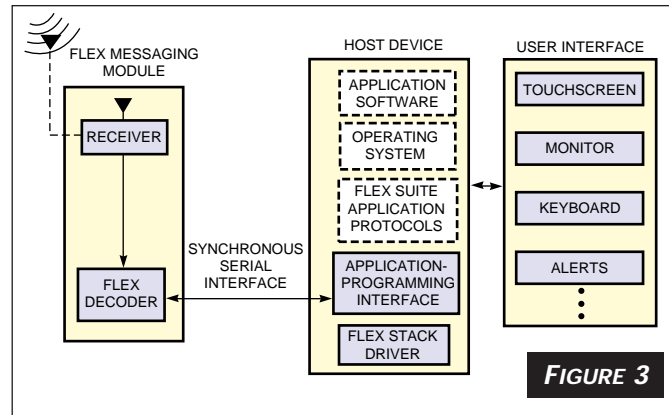 FLEX MESSAGING
MODULE
RECEIVER
FLEX
DECODER
SYNCHRONOUS
SERIAL
INTERFACE
HOST DEVICE
APPLICATION
SOFTWARE
OPERATING
SYSTEM
FLEX SUITE
APPLICATION
PROTOCOLS
APPLICATION-
PROGRAMMING
INTERFACE
FLEX STACK
DRIVER
USER INTERFACE
TOUCHSCREEN
MONITOR
KEYBOARD
ALERTS
FIGURE 3